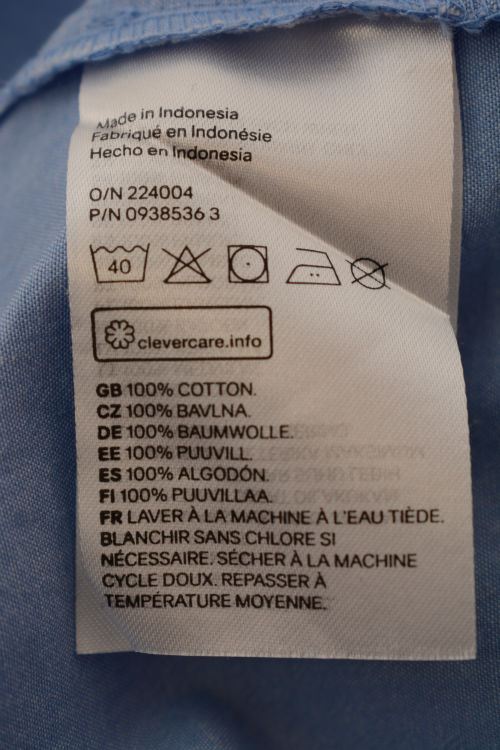 Made in Indonesia
Fabriqué en Indonésie
Hecho en Indonesia
O/N 224004
P/N 0938536 3
40
clevercare.info
GB 100% COTTON.
CZ 100% BAVLNA.
DE 100% BAUMWOLLE.
EE 100% PUUVILL.
ES 100% ALGODÓN.
FI 100% PUUVILLAA.
FR LAVER À LA MACHINE À L'EAU TIÈDE.
BLANCHIR SANS CHLORE SI
NÉCESSAIRE. SÉCHER À LA MACHINE
CYCLE DOUX. REPASSER À
TEMPÉRATURE MOYENNE.